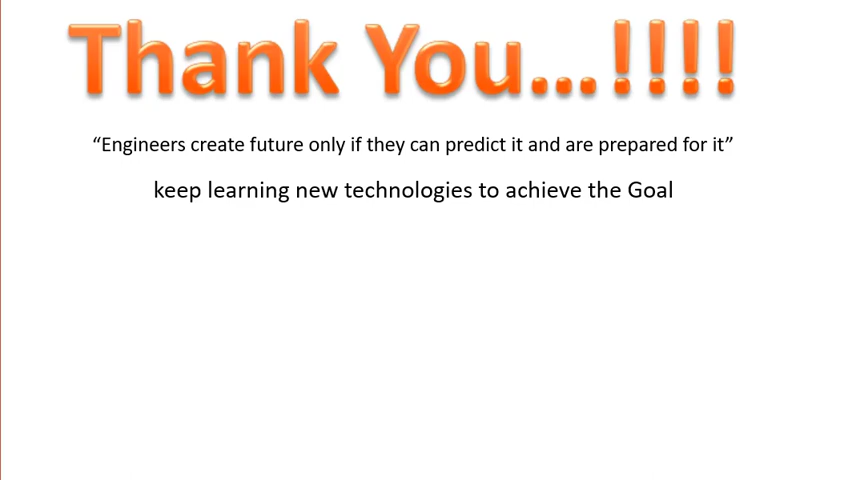 Thank You...!!!!
“Engineers create future only if they can predict it and are prepared for it”
keep learning new technologies to achieve the Goal